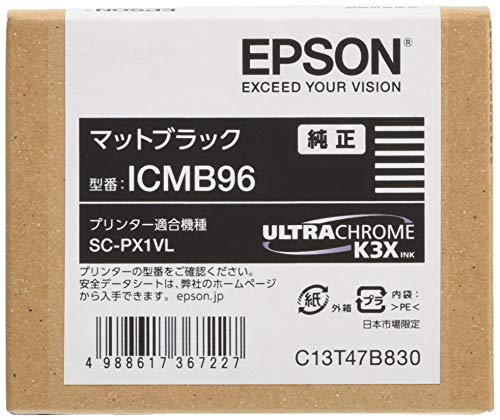 EPSON®
EXCEED YOUR VISION
マットブラック
純正
型番:ICMB96
プリンター適合機種
SC-PX1VL
ULTRACHROME
K3X INK
プリンターの型番をご確認ください。
安全データシートは、弊社のホームページ
から入手できます。epson.jp
紙
外箱
プラ
内袋:
>PE<
日本市場限定
4 988617 367227
C13T47B830